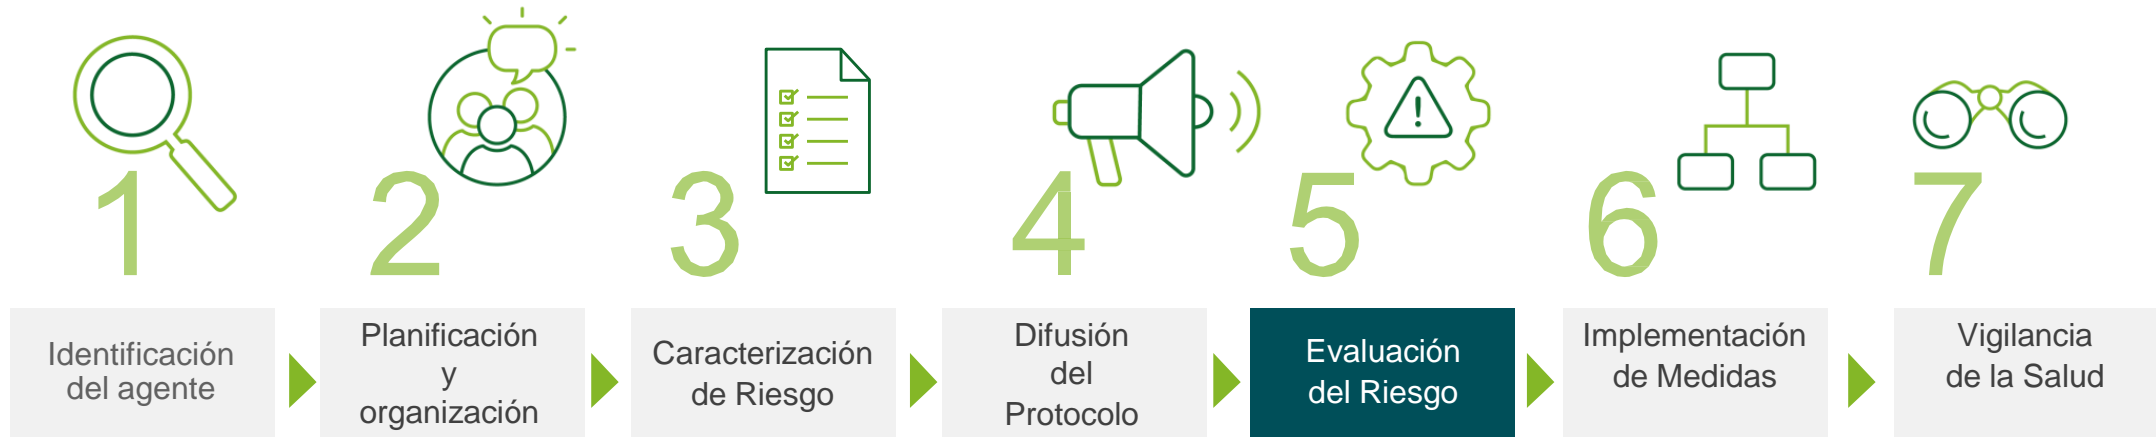 1
2
3
4
5
6
7
Identificación
del agente
Planificación
y
organización
Caracterización
de Riesgo
Difusión
del
Protocolo
Evaluación
del Riesgo
Implementación
de Medidas
Vigilancia
de la Salud